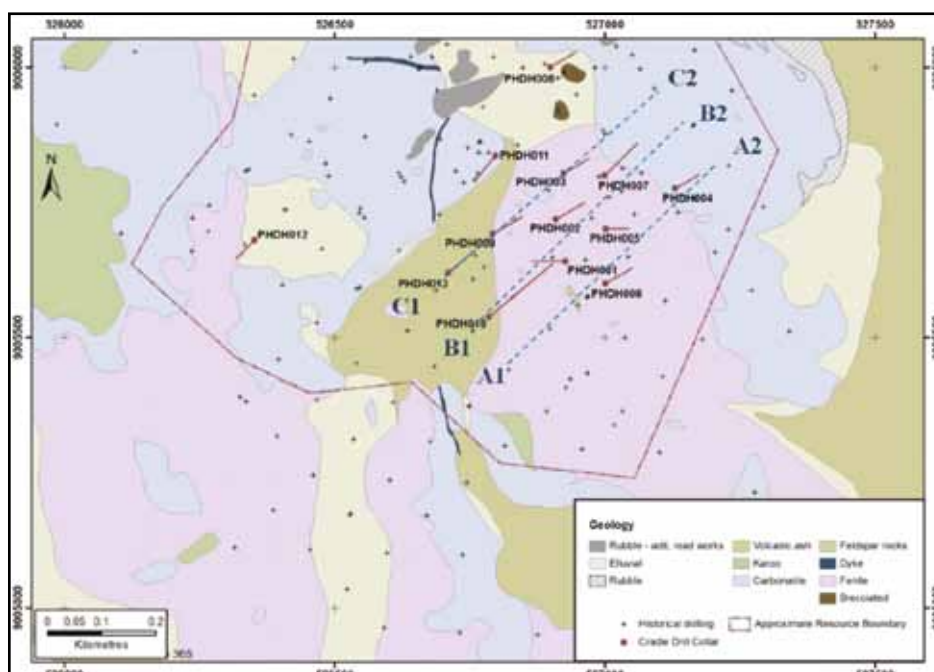 526000 526500 527000 527500
9006000
PHDH008
C2
B2
A2
N
PHDH011
PHDH003
PHDH007
PHDH004
PHDH002
PHDH012
PHDH009
PHDH005
PHDH001
PHDH013
PHDH006
C1
PHDH010
9005500
B1
A1
Geology
Rubble - adit, road works
Volcanic ash
Feldspar rocks
Elluvial
Karoo
Dyke
Rubble
Carbonatite
Fenite
Brecciated
Historical drilling
Approximate Resource Boundary
Cradle Drill Collar
9005000
0 0.05 0.1 0.2
Kilometres
365